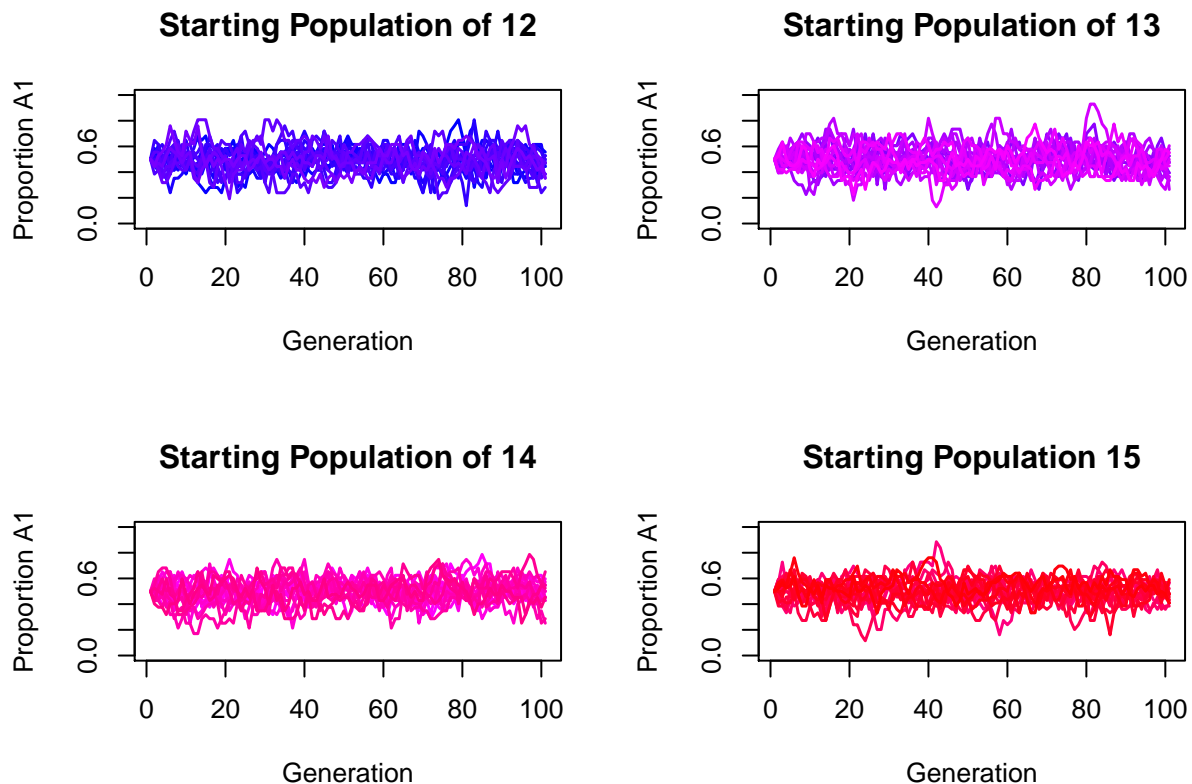 Starting Population of 12
Proportion A1
0.0 0.6
0 20 40 60 80 100
Generation
Starting Population of 13
Proportion A1
0.0 0.6
0 20 40 60 80 100
Generation
Starting Population of 14
Proportion A1
0.0 0.6
0 20 40 60 80 100
Generation
Starting Population 15
Proportion A1
0.0 0.6
0 20 40 60 80 100
Generation